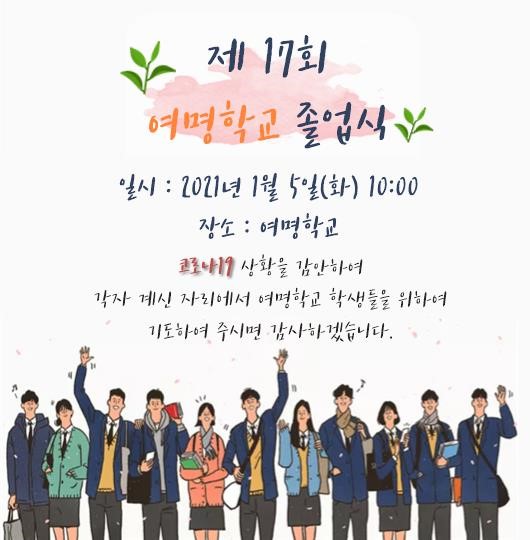 제 17회
여명학교 졸업식
일시 : 2021년 1월 5일(화) 10:00
장소 : 여명학교
코로나19 상황을 감안하여
각자 계신 자리에서 여명학교 학생들을 위하여
기도하여 주시면 감사하겠습니다.